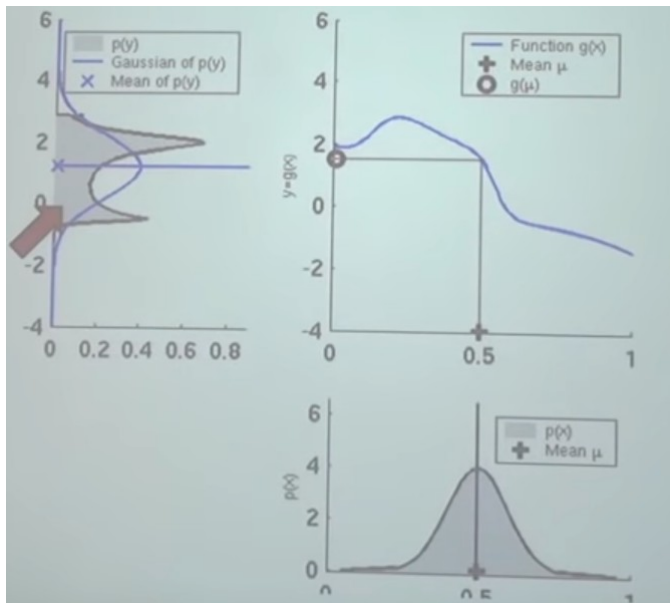 6
4
2
0
-2
-4
0 0.2 0.4 0.6 0.8
p(y)
Gaussian of p(y)
Mean of p(y)
6
4
2
0
-2
-4
0 0.5 1
y=g(x)
Function g(x)
Mean μ
g(μ)
6
4
2
0
p(x)
p(x)
Mean μ
0 0.5 1